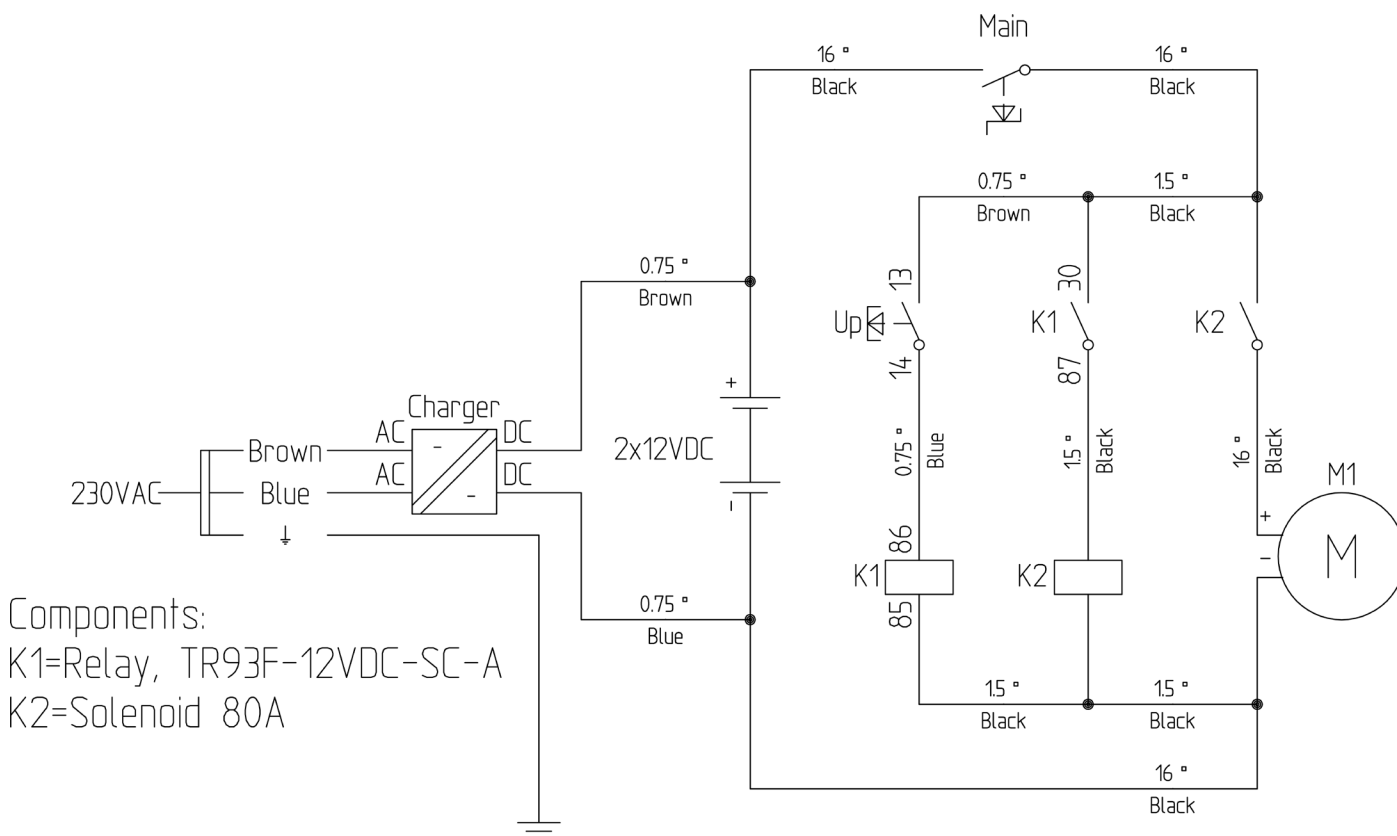 Main
16 ▫
Black
16 ▫
Black
0.75 ▫
Brown
1.5 ▫
Black
0.75 ▫
Brown
13
30
Up
K1
K2
14
87
+
Charger
AC
DC
Brown
2x12VDC
0.75 ▫
Blue
1.5 ▫
Black
16 ▫
Black
-
AC
DC
230VAC
Blue
-
-
M1
+
-
M
86
K1
K2
85
0.75 ▫
Blue
Components:
K1=Relay, TR93F-12VDC-SC-A
K2=Solenoid 80A
1.5 ▫
Black
1.5 ▫
Black
16 ▫
Black